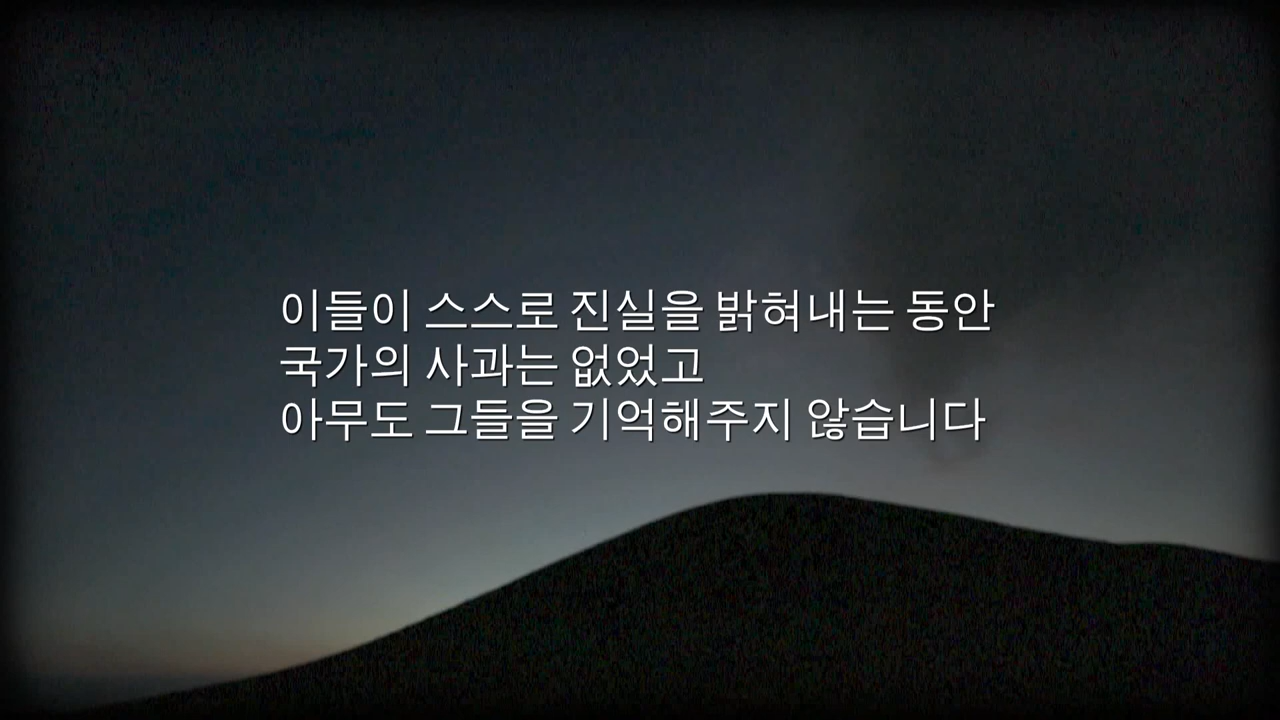 이들이 스스로 진실을 밝혀내는 동안
국가의 사과는 없었고
아무도 그들을 기억해주지 않습니다